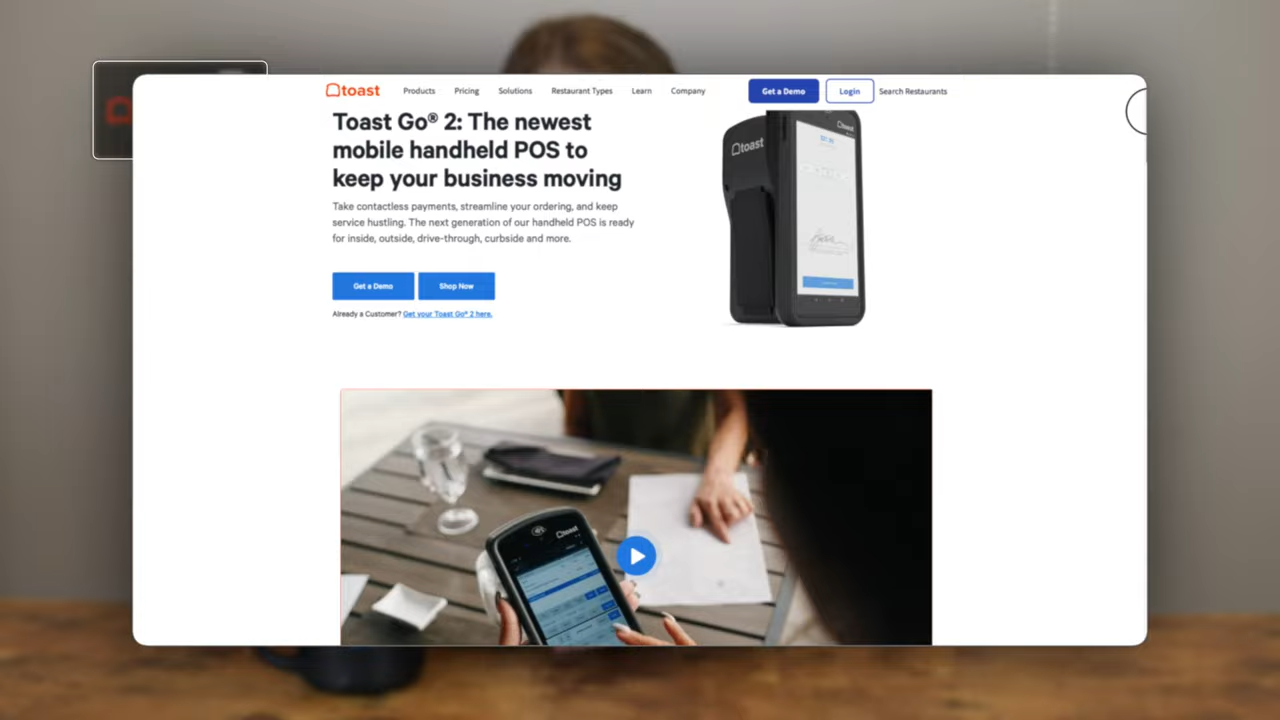 toast
Products
Pricing
Solutions
Restaurant Types
Learn
Company
Get a Demo
Login
Search Restaurants
Toast Go® 2: The newest
mobile handheld POS to
keep your business moving
Take contactless payments, streamline your ordering, and keep
service hustling. The next generation of our handheld POS is ready
for inside, outside, drive-through, curbside and more.
Get a Demo
Shop Now
Already a Customer? Get your Toast Go® 2 here.
toast
toast
toast